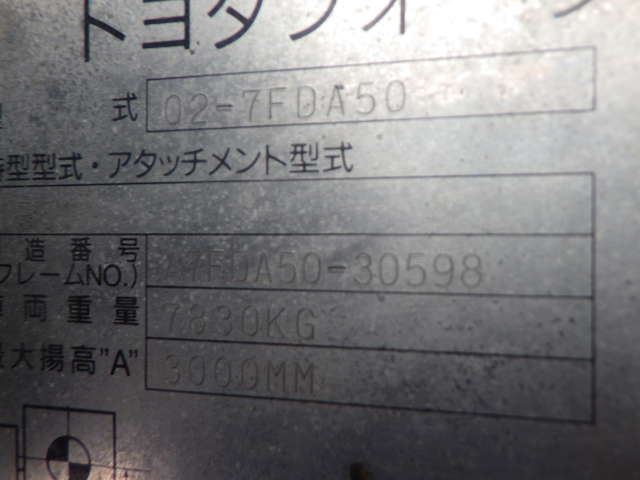 トヨタフォー
式 02-7FDA50
型型式・アタッチメント型式
造番号
フレームNO.) 7FDA50-30598
両重量 7830KG
大揚高"A" 3000MM